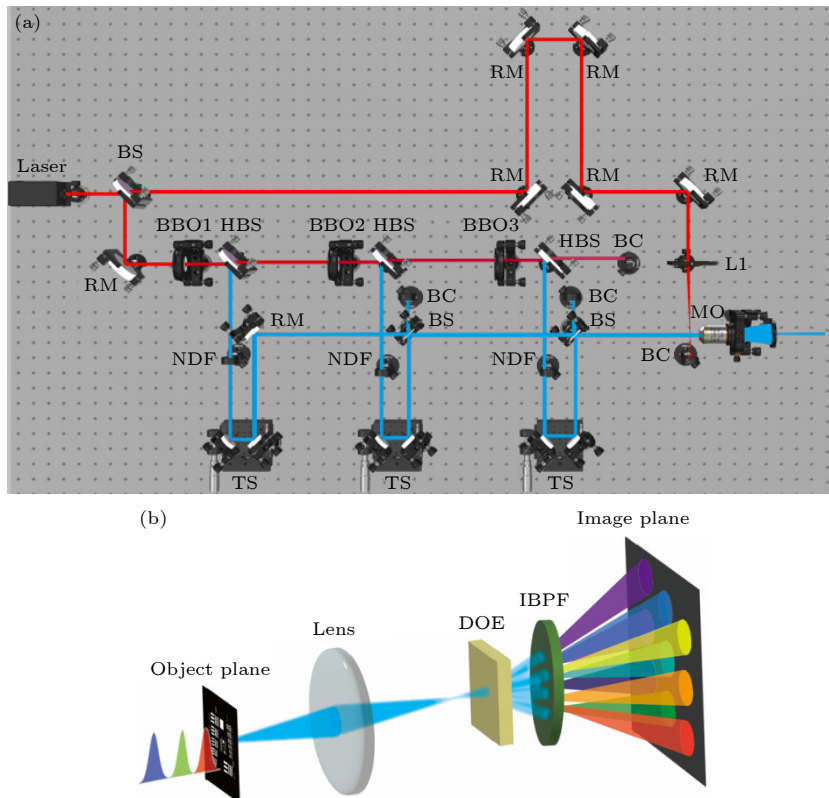 (a)
RM RM
BS
Laser
RM RM RM
BBO1 HBS BBO2 HBS BBO3
HBS BC
RM L1
BC BC
RM BS BS MO
NDF NDF NDF BC
TS TS TS
(b)
Image plane
IBPF
DOE
Lens
Object plane